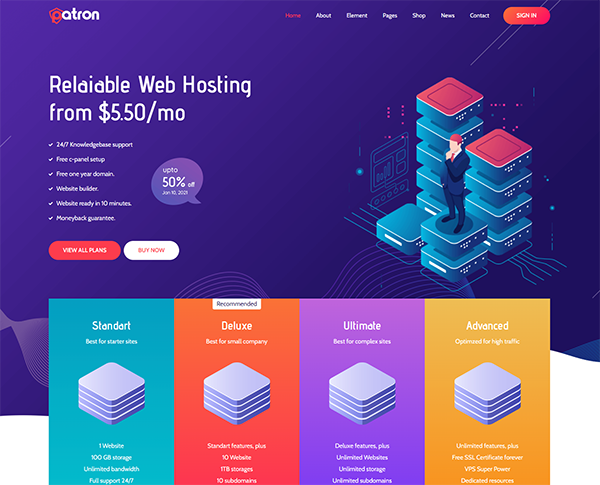 patron
Home About Element Pages Shop News Contact SIGN IN
Relaiable Web Hosting
from $5.50/mo
24/7 Knowledgebase support
Free c-panel setup
Free one year domain.
Website builder.
Website ready in 10 minutes.
Moneyback guarantee.
upto
50% off
Jan 10, 2021
VIEW ALL PLANS BUY NOW
Recommended
Standart
Best for starter sites
1 Website
100 GB storage
Unlimited bandwidth
Full support 24/7
Deluxe
Best for small company
Standart features, plus
10 Website
1TB storages
10 subdomains
Ultimate
Best for complex sites
Deluxe features, plus
Unlimited Websites
Unlimited storage
Unlimited subdomains
Advanced
Optimized for high traffic
Unlimited features, plus
Free SSL Certificate forever
VPS Super Power
Dedicated resources